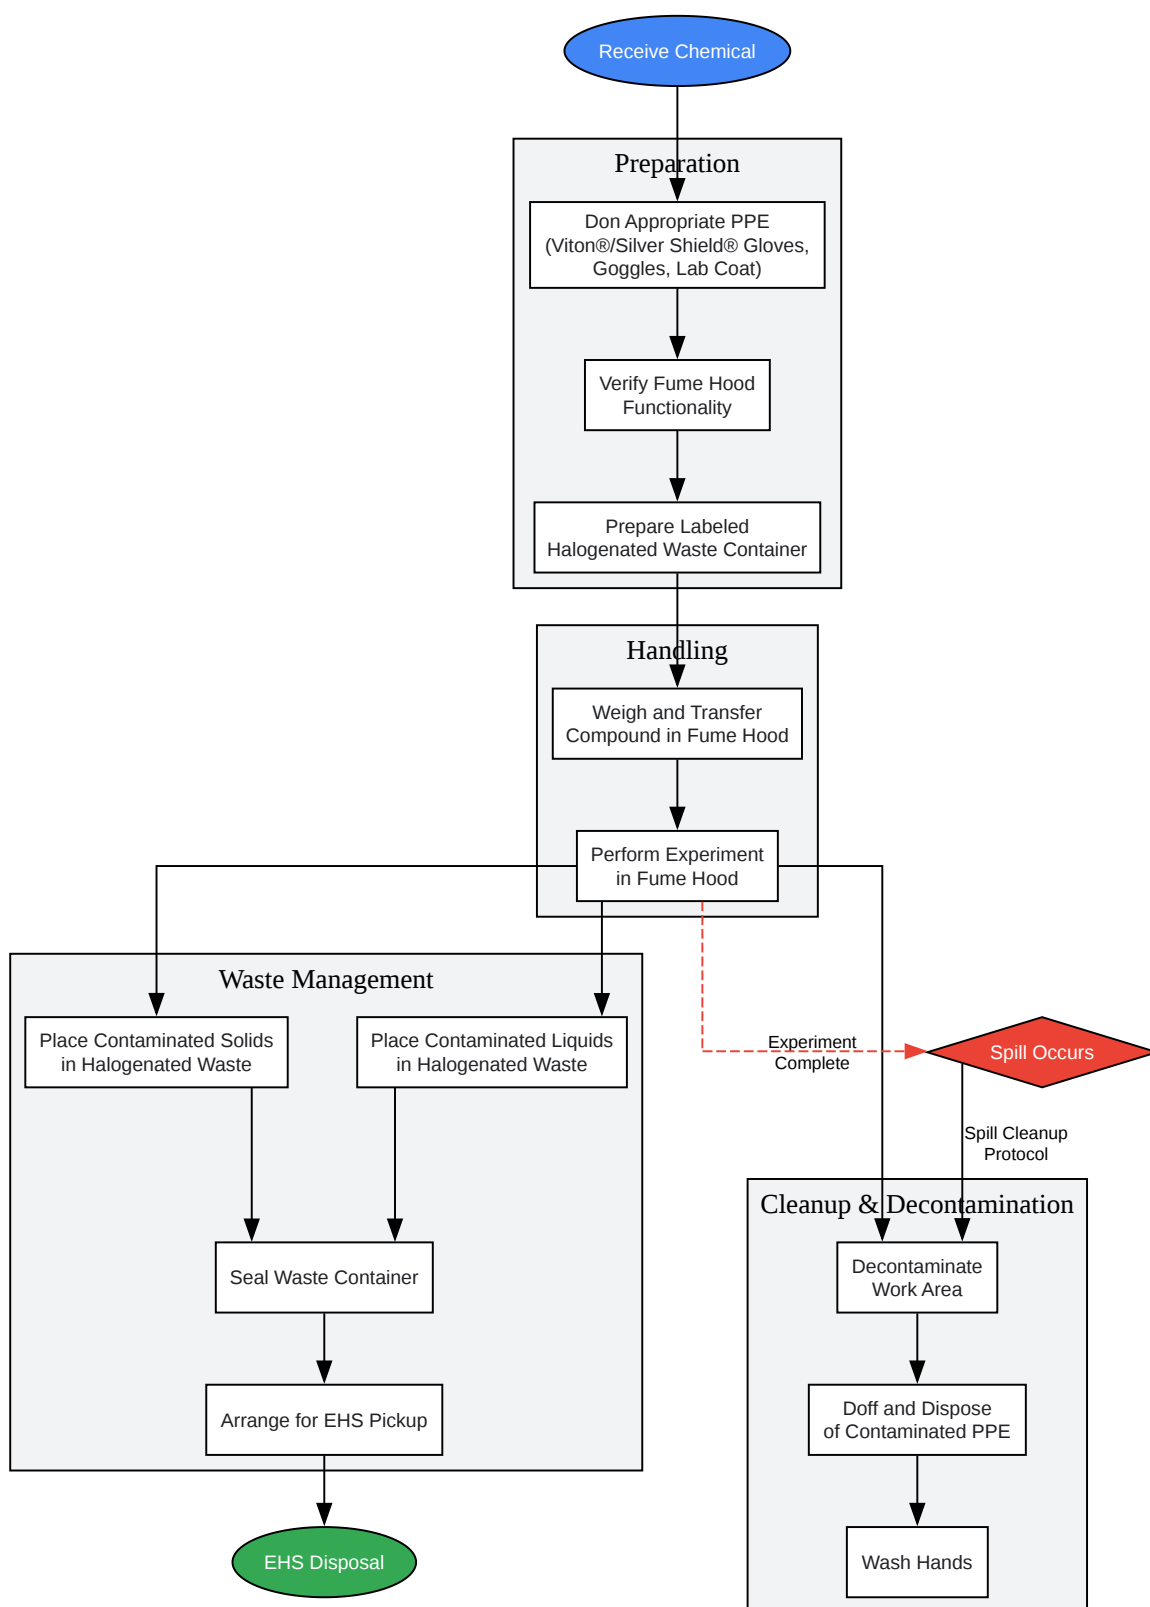 Receive Chemical
Preparation
Don Appropriate PPE
(Viton®/Silver Shield® Gloves,
Goggles, Lab Coat)
Verify Fume Hood
Functionality
Prepare Labeled
Halogenated Waste Container
Handling
Weigh and Transfer
Compound in Fume Hood
Perform Experiment
in Fume Hood
Waste Management
Place Contaminated Solids
in Halogenated Waste
Place Contaminated Liquids
in Halogenated Waste
Experiment
Complete
Spill Occurs
Spill Cleanup
Protocol
Cleanup & Decontamination
Seal Waste Container
Decontaminate
Work Area
Arrange for EHS Pickup
Doff and Dispose
of Contaminated PPE
EHS Disposal
Wash Hands